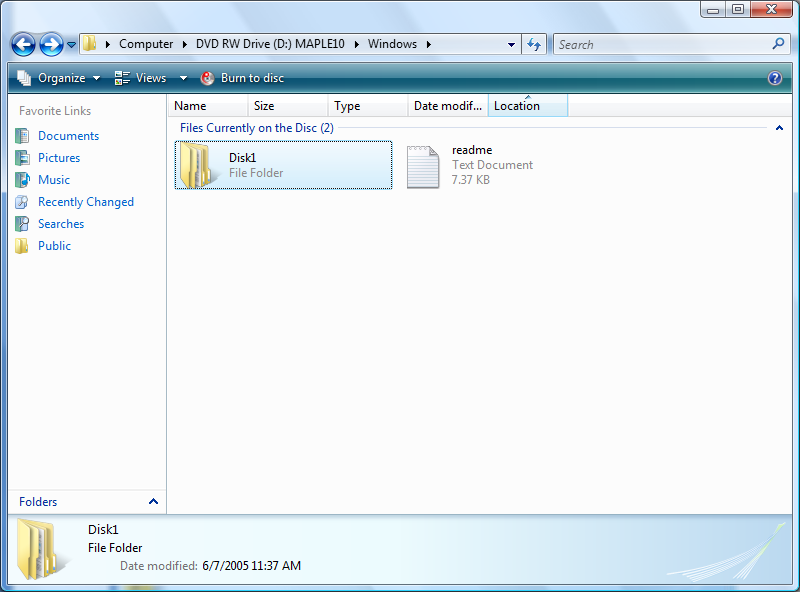 Computer DVD RW Drive (D:) MAPLE10 Windows
Search
Organize Views Burn to disc
Favorite Links
Documents
Pictures
Music
Recently Changed
Searches
Public
Folders
Name Size Type Date modif... Location
Files Currently on the Disc (2)
Disk1
File Folder
readme
Text Document
7.37 KB
Disk1
File Folder
Date modified: 6/7/2005 11:37 AM